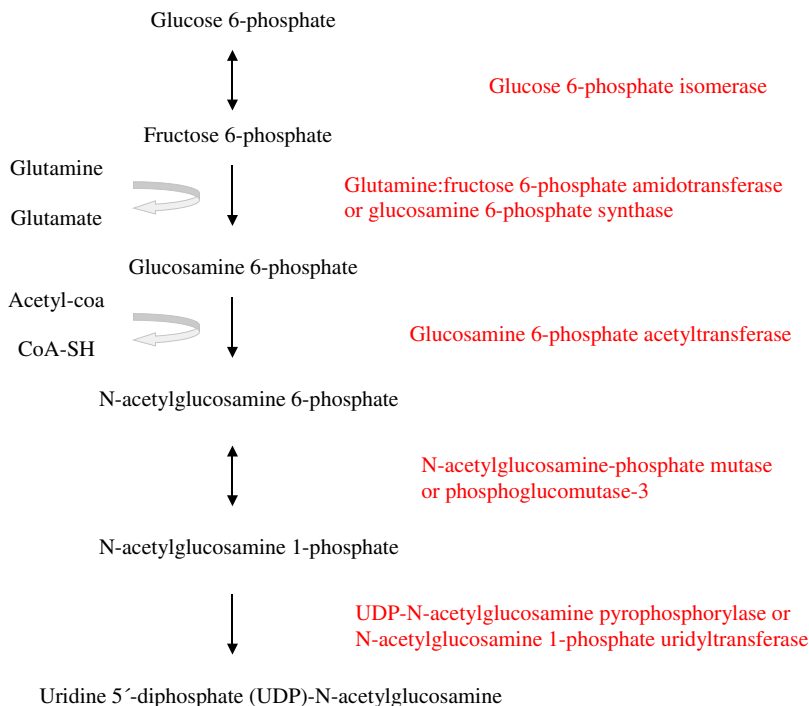 Glucose 6-phosphate
Glucose 6-phosphate isomerase
Fructose 6-phosphate
Glutamine
Glutamate
Glutamine:fructose 6-phosphate amidotransferase
or glucosamine 6-phosphate synthase
Glucosamine 6-phosphate
Acetyl-coa
CoA-SH
Glucosamine 6-phosphate acetyltransferase
N-acetylglucosamine 6-phosphate
N-acetylglucosamine-phosphate mutase
or phosphoglucomutase-3
N-acetylglucosamine 1-phosphate
UDP-N-acetylglucosamine pyrophosphorylase or
N-acetylglucosamine 1-phosphate uridyltransferase
Uridine 5´-diphosphate (UDP)-N-acetylglucosamine